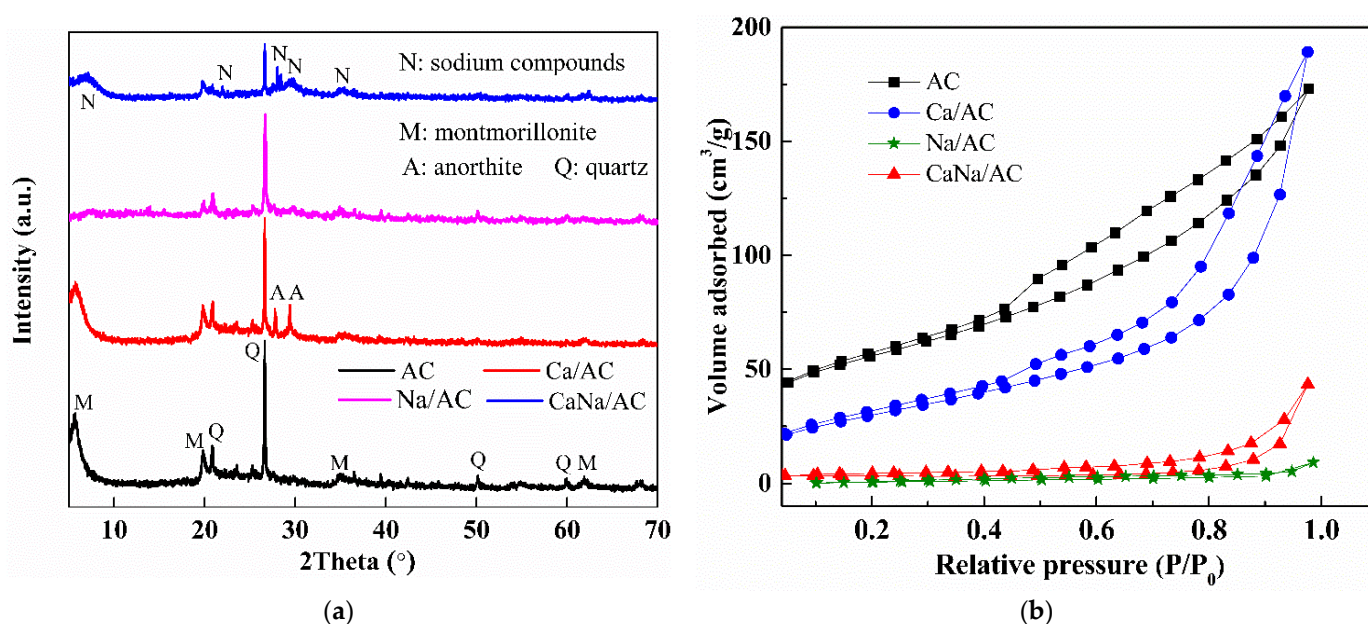 N: sodium compounds
M: montmorillonite
A: anorthite Q: quartz
N N N N N
A A
Q
AC Ca/AC
Na/AC CaNa/AC
M M Q M Q Q M
10 20 30 40 50 60 70
2Theta (°)
Intensity (a.u.)
(a)
200
150
100
50
0
AC
Ca/AC
Na/AC
CaNa/AC
0.2 0.4 0.6 0.8 1.0
Relative pressure (P/P₀)
Volume adsorbed (cm³/g)
(b)